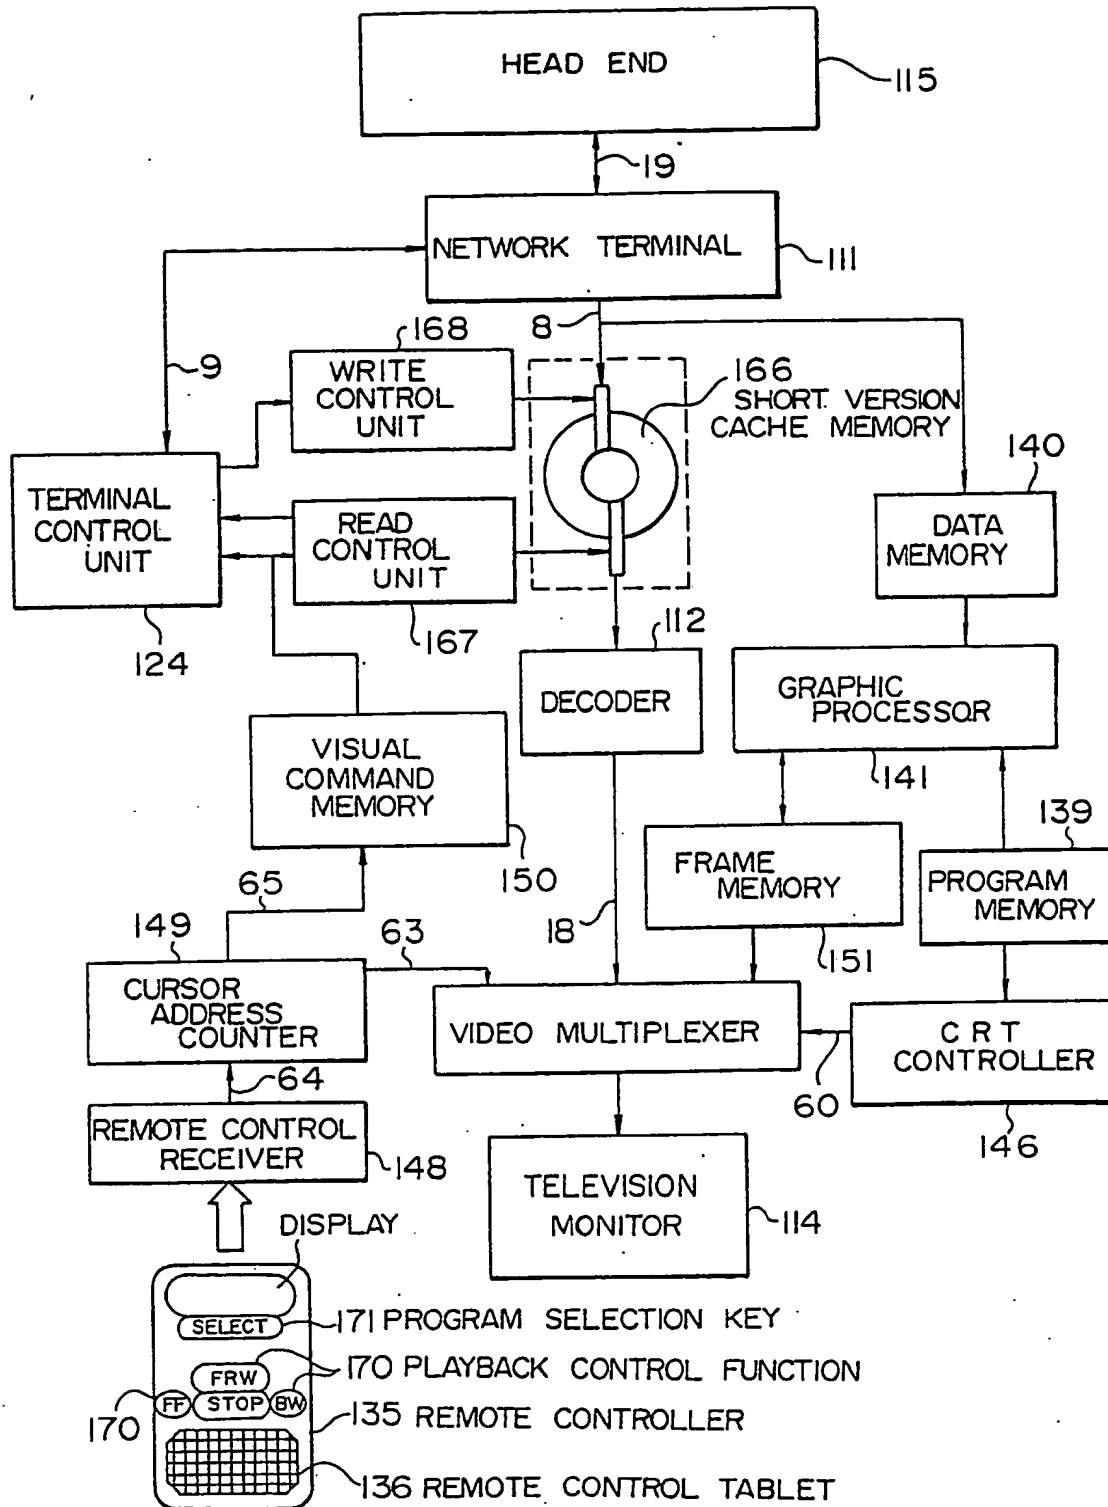 HEAD END
115
19
NETWORK TERMINAL
111
8
168
9
WRITE
CONTROL
UNIT
166
SHORT VERSION
CACHE MEMORY
140
TERMINAL
CONTROL
UNIT
READ
CONTROL
UNIT
DATA
MEMORY
124
167
112
DECODER
GRAPHIC
PROCESSOR
141
VISUAL
COMMAND
MEMORY
150
139
FRAME
MEMORY
PROGRAM
MEMORY
65
149
63
18
151
CURSOR
ADDRESS
COUNTER
VIDEO MULTIPLEXER
CRT
CONTROLLER
64
60
146
REMOTE CONTROL
RECEIVER
148
TELEVISION
MONITOR
114
DISPLAY
SELECT
171 PROGRAM SELECTION KEY
FRW
170 PLAYBACK CONTROL FUNCTION
FF
STOP
BW
170
135 REMOTE CONTROLLER
136 REMOTE CONTROL TABLET